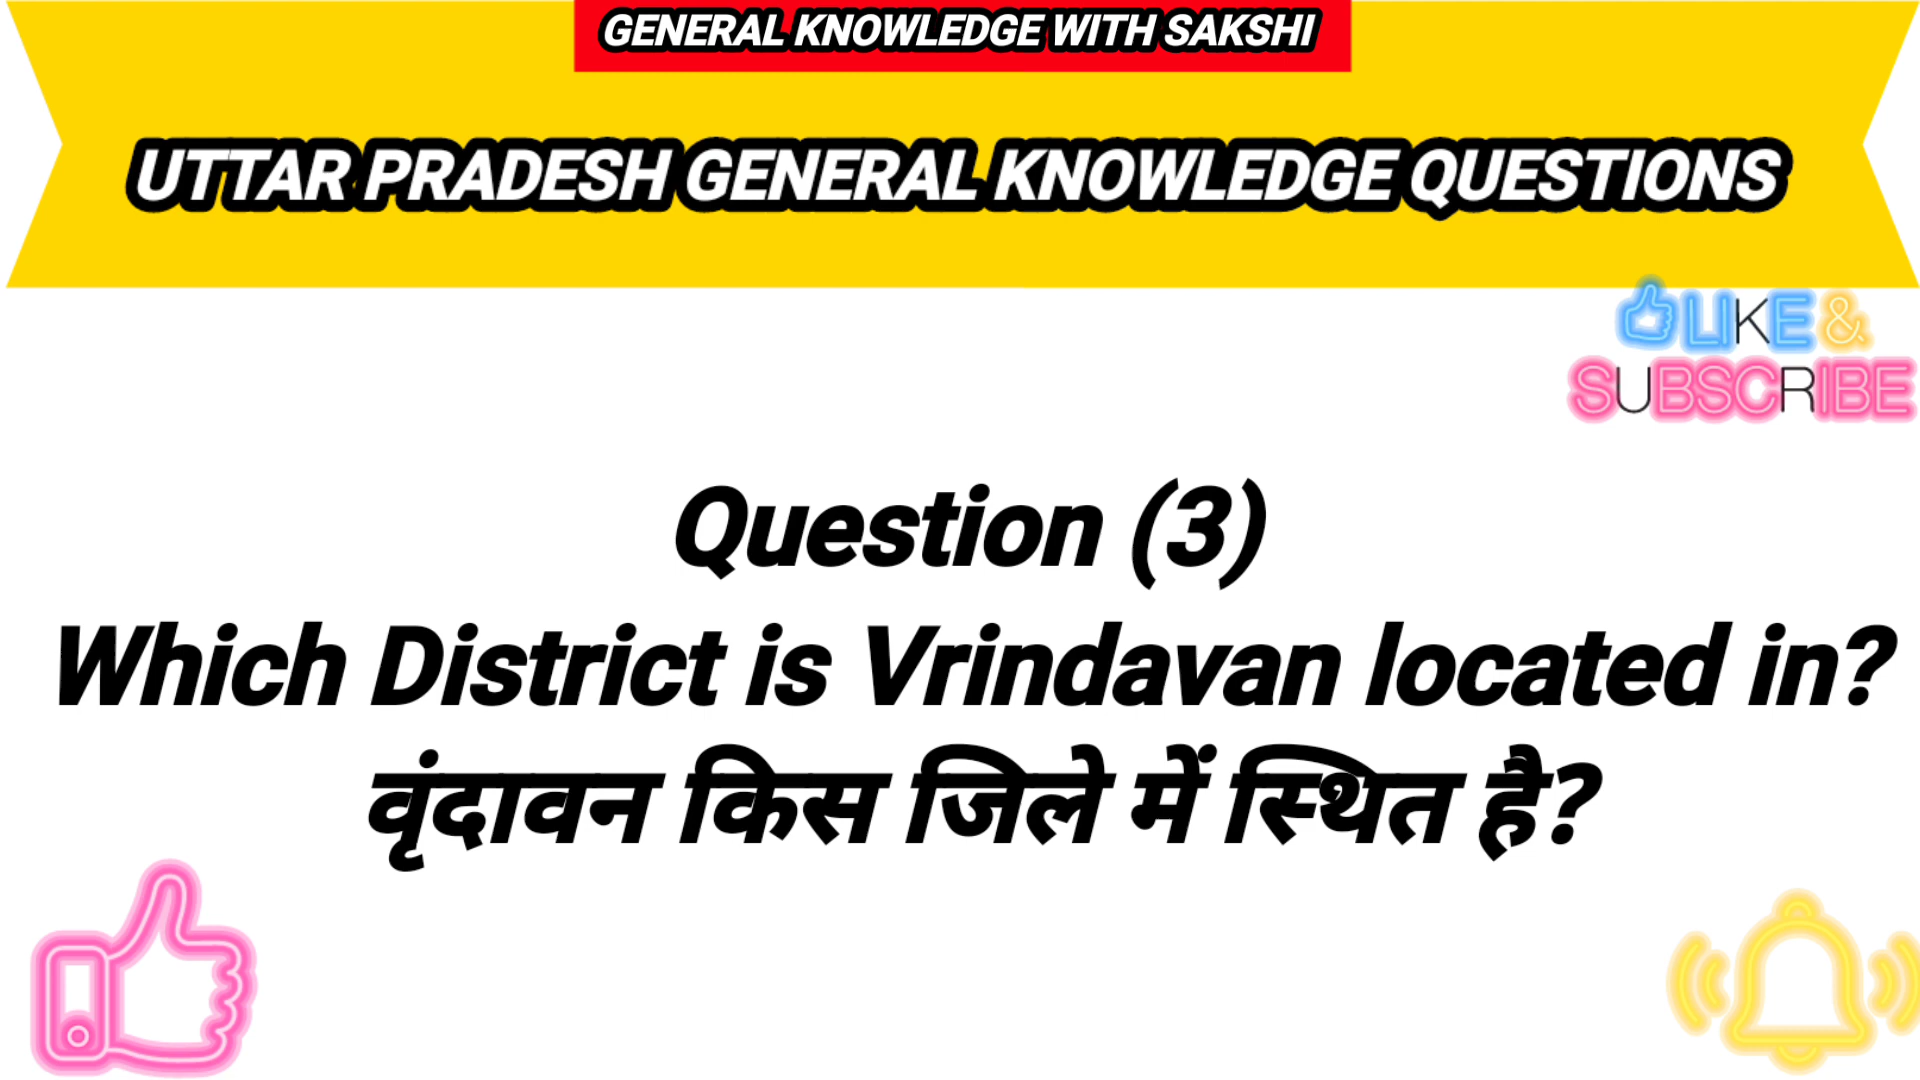 GENERAL KNOWLEDGE WITH SAKSHI
UTTAR PRADESH GENERAL KNOWLEDGE QUESTIONS
LIKE &
SUBSCRIBE
Question (3)
Which District is Vrindavan located in?
वृंदावन किस जिले में स्थित है?